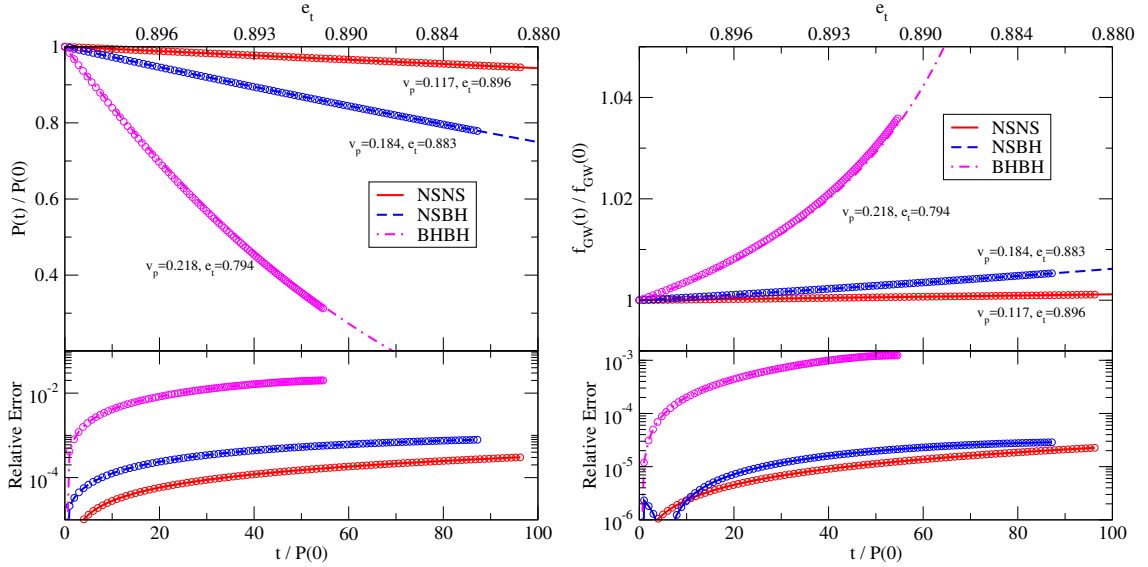 e_t
0.896 0.893 0.890 0.884 0.880
1
0.8
0.6
0.4
P(t) / P(0)
v_p=0.117, e_t=0.896
v_p=0.184, e_t=0.883
NSNS
NSBH
BHBH
v_p=0.218, e_t=0.794
10^-2
10^-4
Relative Error
0 20 40 60 80 100
t / P(0)
e_t
0.896 0.893 0.890 0.884 0.880
1.04
1.02
1
f_GW(t) / f_GW(0)
NSNS
NSBH
BHBH
v_p=0.218, e_t=0.794
v_p=0.184, e_t=0.883
v_p=0.117, e_t=0.896
10^-3
10^-4
10^-5
10^-6
Relative Error
0 20 40 60 80 100
t / P(0)